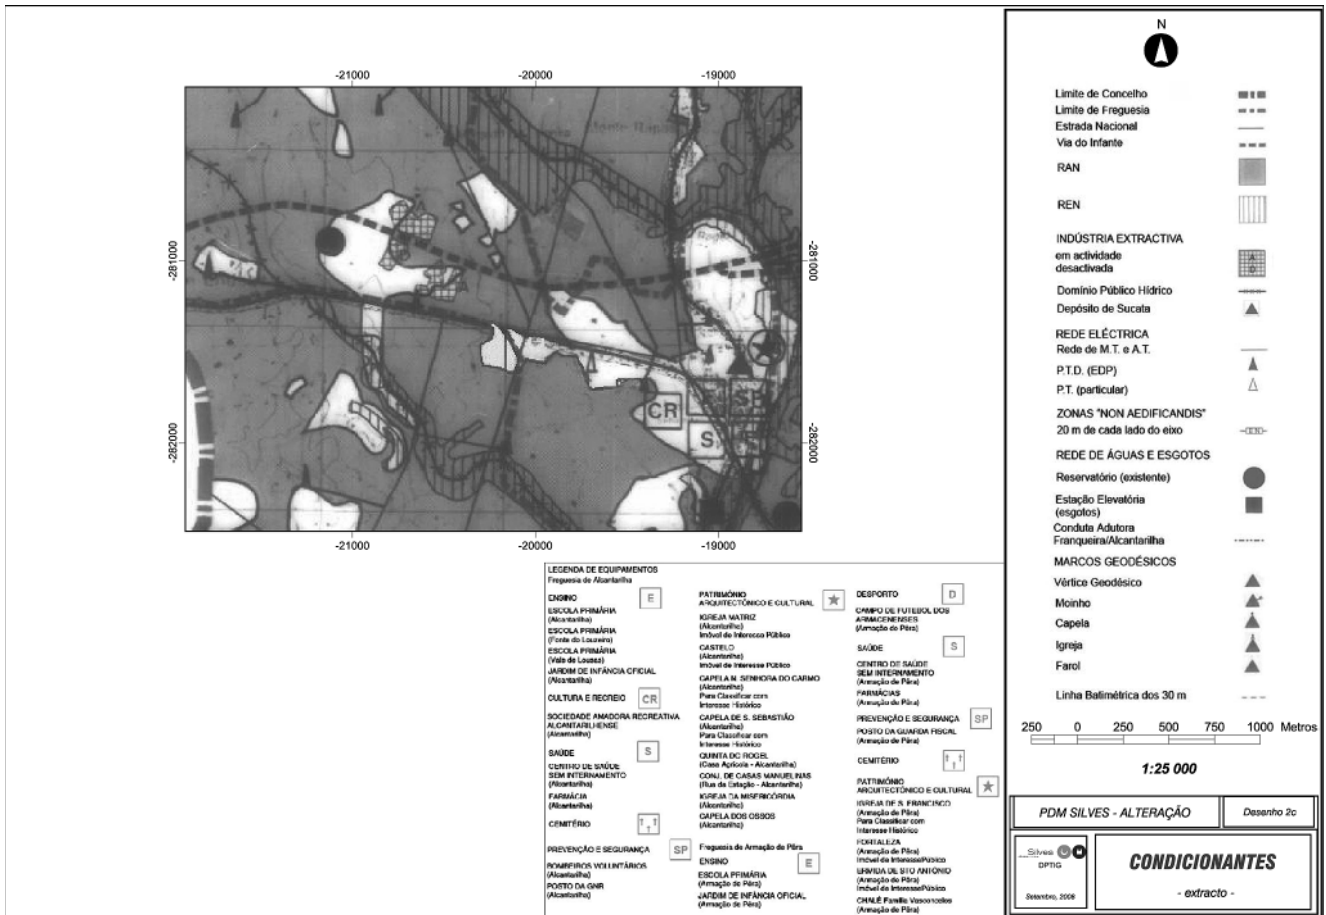 -21000
-20000
-19000
-281000
-281000
-282000
-282000
CR
E
SP
S
-21000
-20000
-19000
N
Limite de Concelho
Limite de Freguesia
Estrada Nacional
Via do Infante
RAN
REN
INDÚSTRIA EXTRACTIVA
em actividade
desactivada
Domínio Público Hídrico
Depósito de Sucata
REDE ELÉCTRICA
Rede de M.T. e A.T.
P.T.D. (EDP)
P.T. (particular)
ZONAS "NON AEDIFICANDIS"
20 m de cada lado do eixo
REDE DE ÁGUAS E ESGOTOS
Reservatório (existente)
Estação Elevatória
(esgotos)
Conduta Adutora
Franqueira/Alcantarilha
MARCOS GEODÉSICOS
Vértice Geodésico
Moinho
Capela
Igreja
Farol
Linha Batimétrica dos 30 m
250 0 250 500 750 1000 Metros
1:25 000
PDM SILVES - ALTERAÇÃO
Desenho 2c
Silves
DPTIG
Setembro, 2008
CONDICIONANTES
- extracto -
LEGENDA DE EQUIPAMENTOS
Freguesia de Alcantarilha
ENSINO E
ESCOLA PRIMÁRIA
(Alcantarilha)
ESCOLA PRIMÁRIA
(Fonte do Louseiro)
ESCOLA PRIMÁRIA
(Vale de Lousas)
JARDIM DE INFÂNCIA OFICIAL
(Alcantarilha)
CULTURA E RECREIO CR
SOCIEDADE AMADORA RECREATIVA
ALCANTARILHENSE
(Alcantarilha)
SAÚDE S
CENTRO DE SAÚDE
SEM INTERNAMENTO
(Alcantarilha)
FARMÁCIA
(Alcantarilha)
CEMITÉRIO
PREVENÇÃO E SEGURANÇA SP
BOMBEIROS VOLUNTÁRIOS
(Alcantarilha)
POSTO DA GNR
(Alcantarilha)
PATRIMÓNIO
ARQUITECTÓNICO E CULTURAL
IGREJA MATRIZ
(Alcantarilha)
Imóvel de Interesse Público
CASTELO
(Alcantarilha)
Imóvel de Interesse Público
CAPELA N. SENHORA DO CARMO
(Alcantarilha)
Para Classificar com
Interesse Histórico
CAPELA DE S. SEBASTIÃO
(Alcantarilha)
Para Classificar com
Interesse Histórico
QUINTA DO ROGEL
(Casa Agrícola - Alcantarilha)
CONJ. DE CASAS MANUELINAS
(Rua da Estação - Alcantarilha)
IGREJA DA MISERICÓRDIA
(Alcantarilha)
CAPELA DOS OSSOS
(Alcantarilha)
Freguesia de Armação de Pêra
ENSINO E
ESCOLA PRIMÁRIA
(Armação de Pêra)
JARDIM DE INFÂNCIA OFICIAL
(Armação de Pêra)
DESPORTO D
CAMPO DE FUTEBOL DOS
ARMACENENSES
(Armação de Pêra)
SAÚDE S
CENTRO DE SAÚDE
SEM INTERNAMENTO
(Armação de Pêra)
FARMÁCIAS
(Armação de Pêra)
PREVENÇÃO E SEGURANÇA SP
POSTO DA GUARDA FISCAL
(Armação de Pêra)
CEMITÉRIO
PATRIMÓNIO
ARQUITECTÓNICO E CULTURAL
IGREJA DE S. FRANCISCO
(Armação de Pêra)
Para Classificar com
Interesse Histórico
FORTALEZA
(Armação de Pêra)
Imóvel de InteressePúblico
ERMIDA DE STO ANTÓNIO
(Armação de Pêra)
Imóvel de InteressePúblico
CHALÉ Família Vasconcelos
(Armação de Pêra)